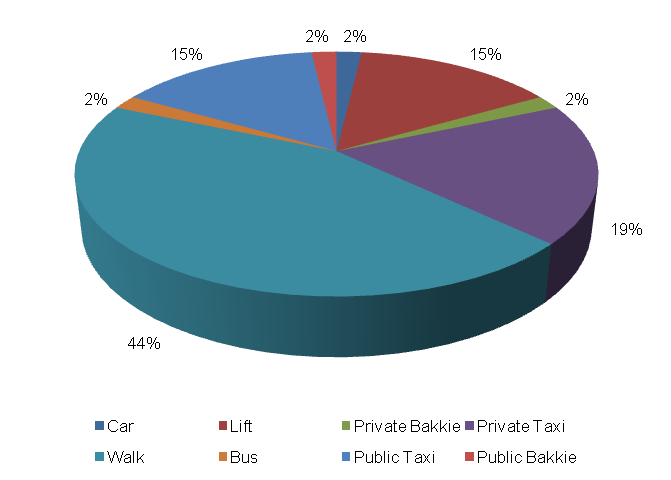 2% 2%
15% 15%
2% 2%
19%
44%
Car Lift Private Bakkie Private Taxi
Walk Bus Public Taxi Public Bakkie